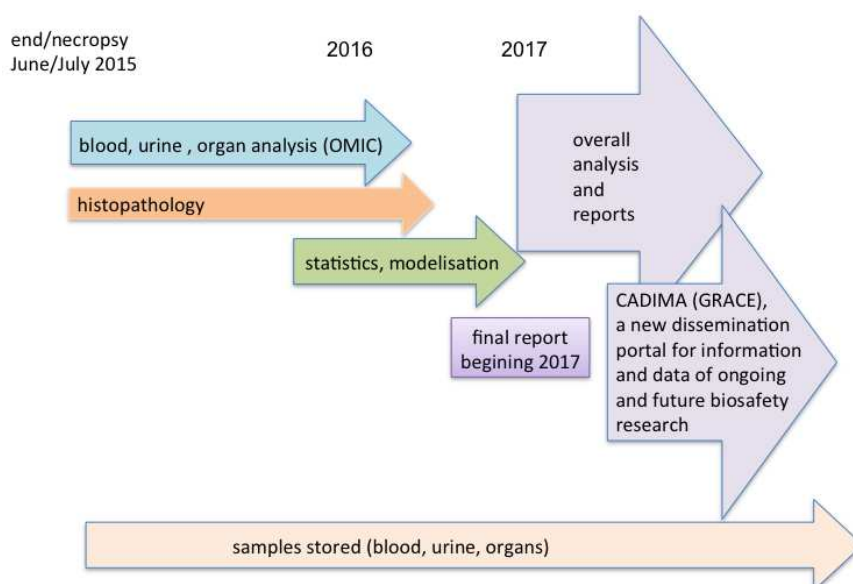 end/necropsy
June/July 2015
2016
2017
blood, urine , organ analysis (OMIC)
histopathology
statistics, modelisation
overall
analysis
and
reports
final report
begining 2017
CADIMA (GRACE),
a new dissemination
portal for information
and data of ongoing
and future biosafety
research
samples stored (blood, urine, organs)